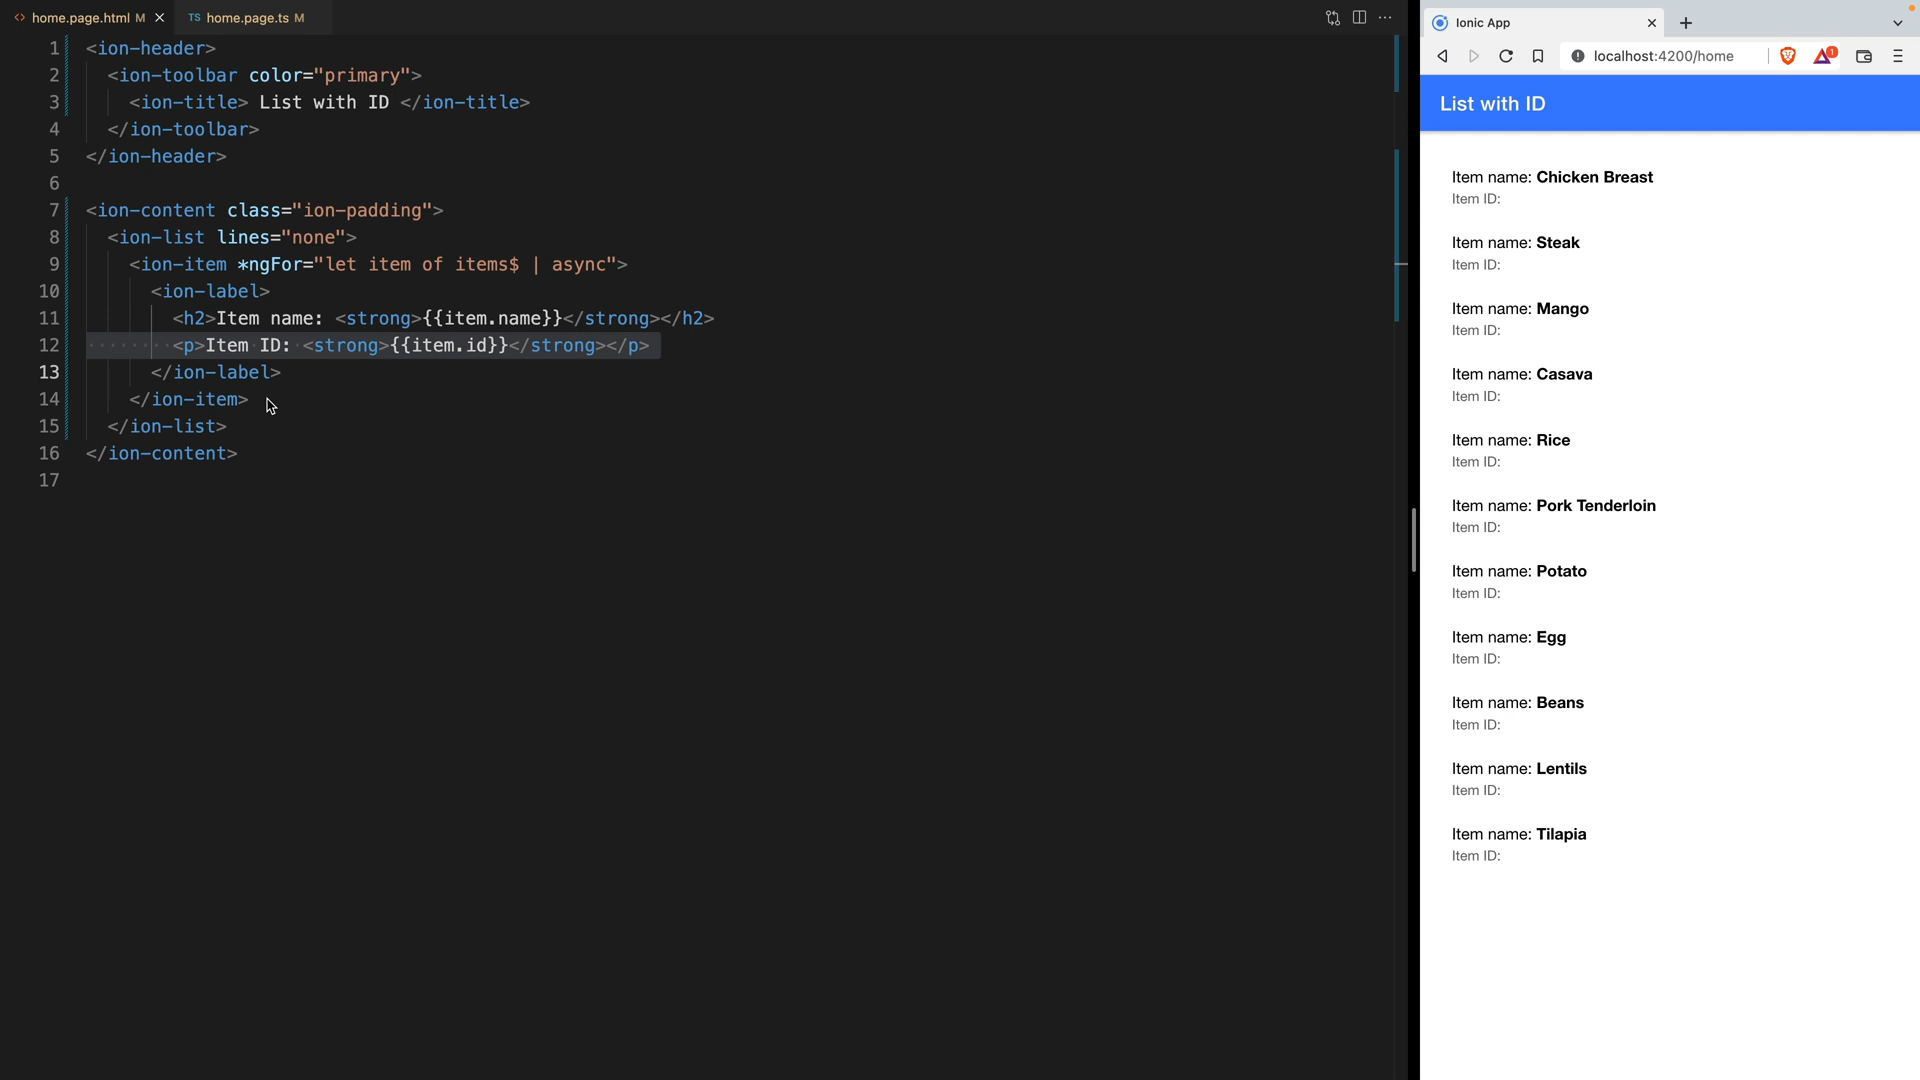 home.page.html M
TS home.page.ts M
1 <ion-header>
2 <ion-toolbar color="primary">
3 <ion-title> List with ID </ion-title>
4 </ion-toolbar>
5 </ion-header>
6
7 <ion-content class="ion-padding">
8 <ion-list lines="none">
9 <ion-item *ngFor="let item of items$ | async">
10 <ion-label>
11 <h2>Item name: <strong>{{item.name}}</strong></h2>
12 <p>Item ID: <strong>{{item.id}}</strong></p>
13 </ion-label>
14 </ion-item>
15 </ion-list>
16 </ion-content>
17
Ionic App
localhost:4200/home
1
List with ID
Item name: Chicken Breast
Item ID:
Item name: Steak
Item ID:
Item name: Mango
Item ID:
Item name: Casava
Item ID:
Item name: Rice
Item ID:
Item name: Pork Tenderloin
Item ID:
Item name: Potato
Item ID:
Item name: Egg
Item ID:
Item name: Beans
Item ID:
Item name: Lentils
Item ID:
Item name: Tilapia
Item ID: